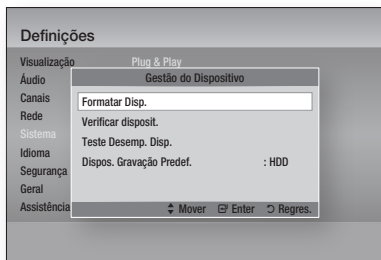 Definições
Visualização Plug & Play
Áudio
Canais
Rede
Sistema
Idioma
Segurança
Geral
Assistência
Gestão do Dispositivo
Formatar Disp.
Verificar disposit.
Teste Desemp. Disp.
Dispos. Gravação Predef. : HDD
Mover Enter Regres.